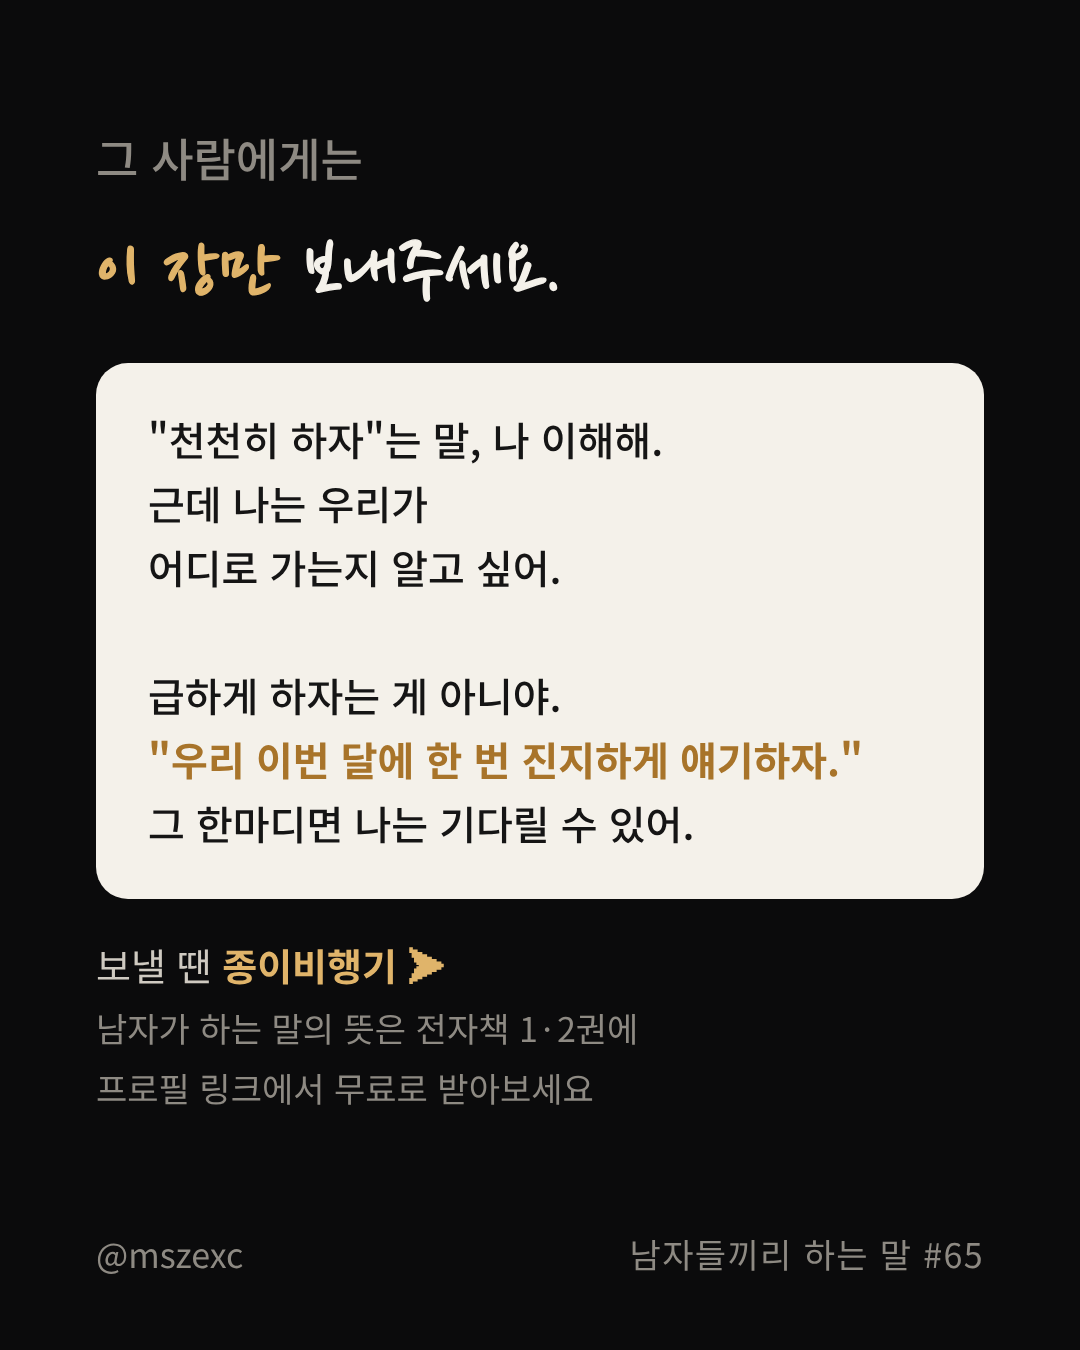 그 사람에게는
이 장만 보내주세요.
"천천히 하자"는 말, 나 이해해.
근데 나는 우리가
어디로 가는지 알고 싶어.
급하게 하자는 게 아니야.
"우리 이번 달에 한 번 진지하게 얘기하자."
그 한마디면 나는 기다릴 수 있어.
보낼 땐 종이비행기 ➤
남자가 하는 말의 뜻은 전자책 1·2권에
프로필 링크에서 무료로 받아보세요
@mszexc
남자들끼리 하는 말 #65